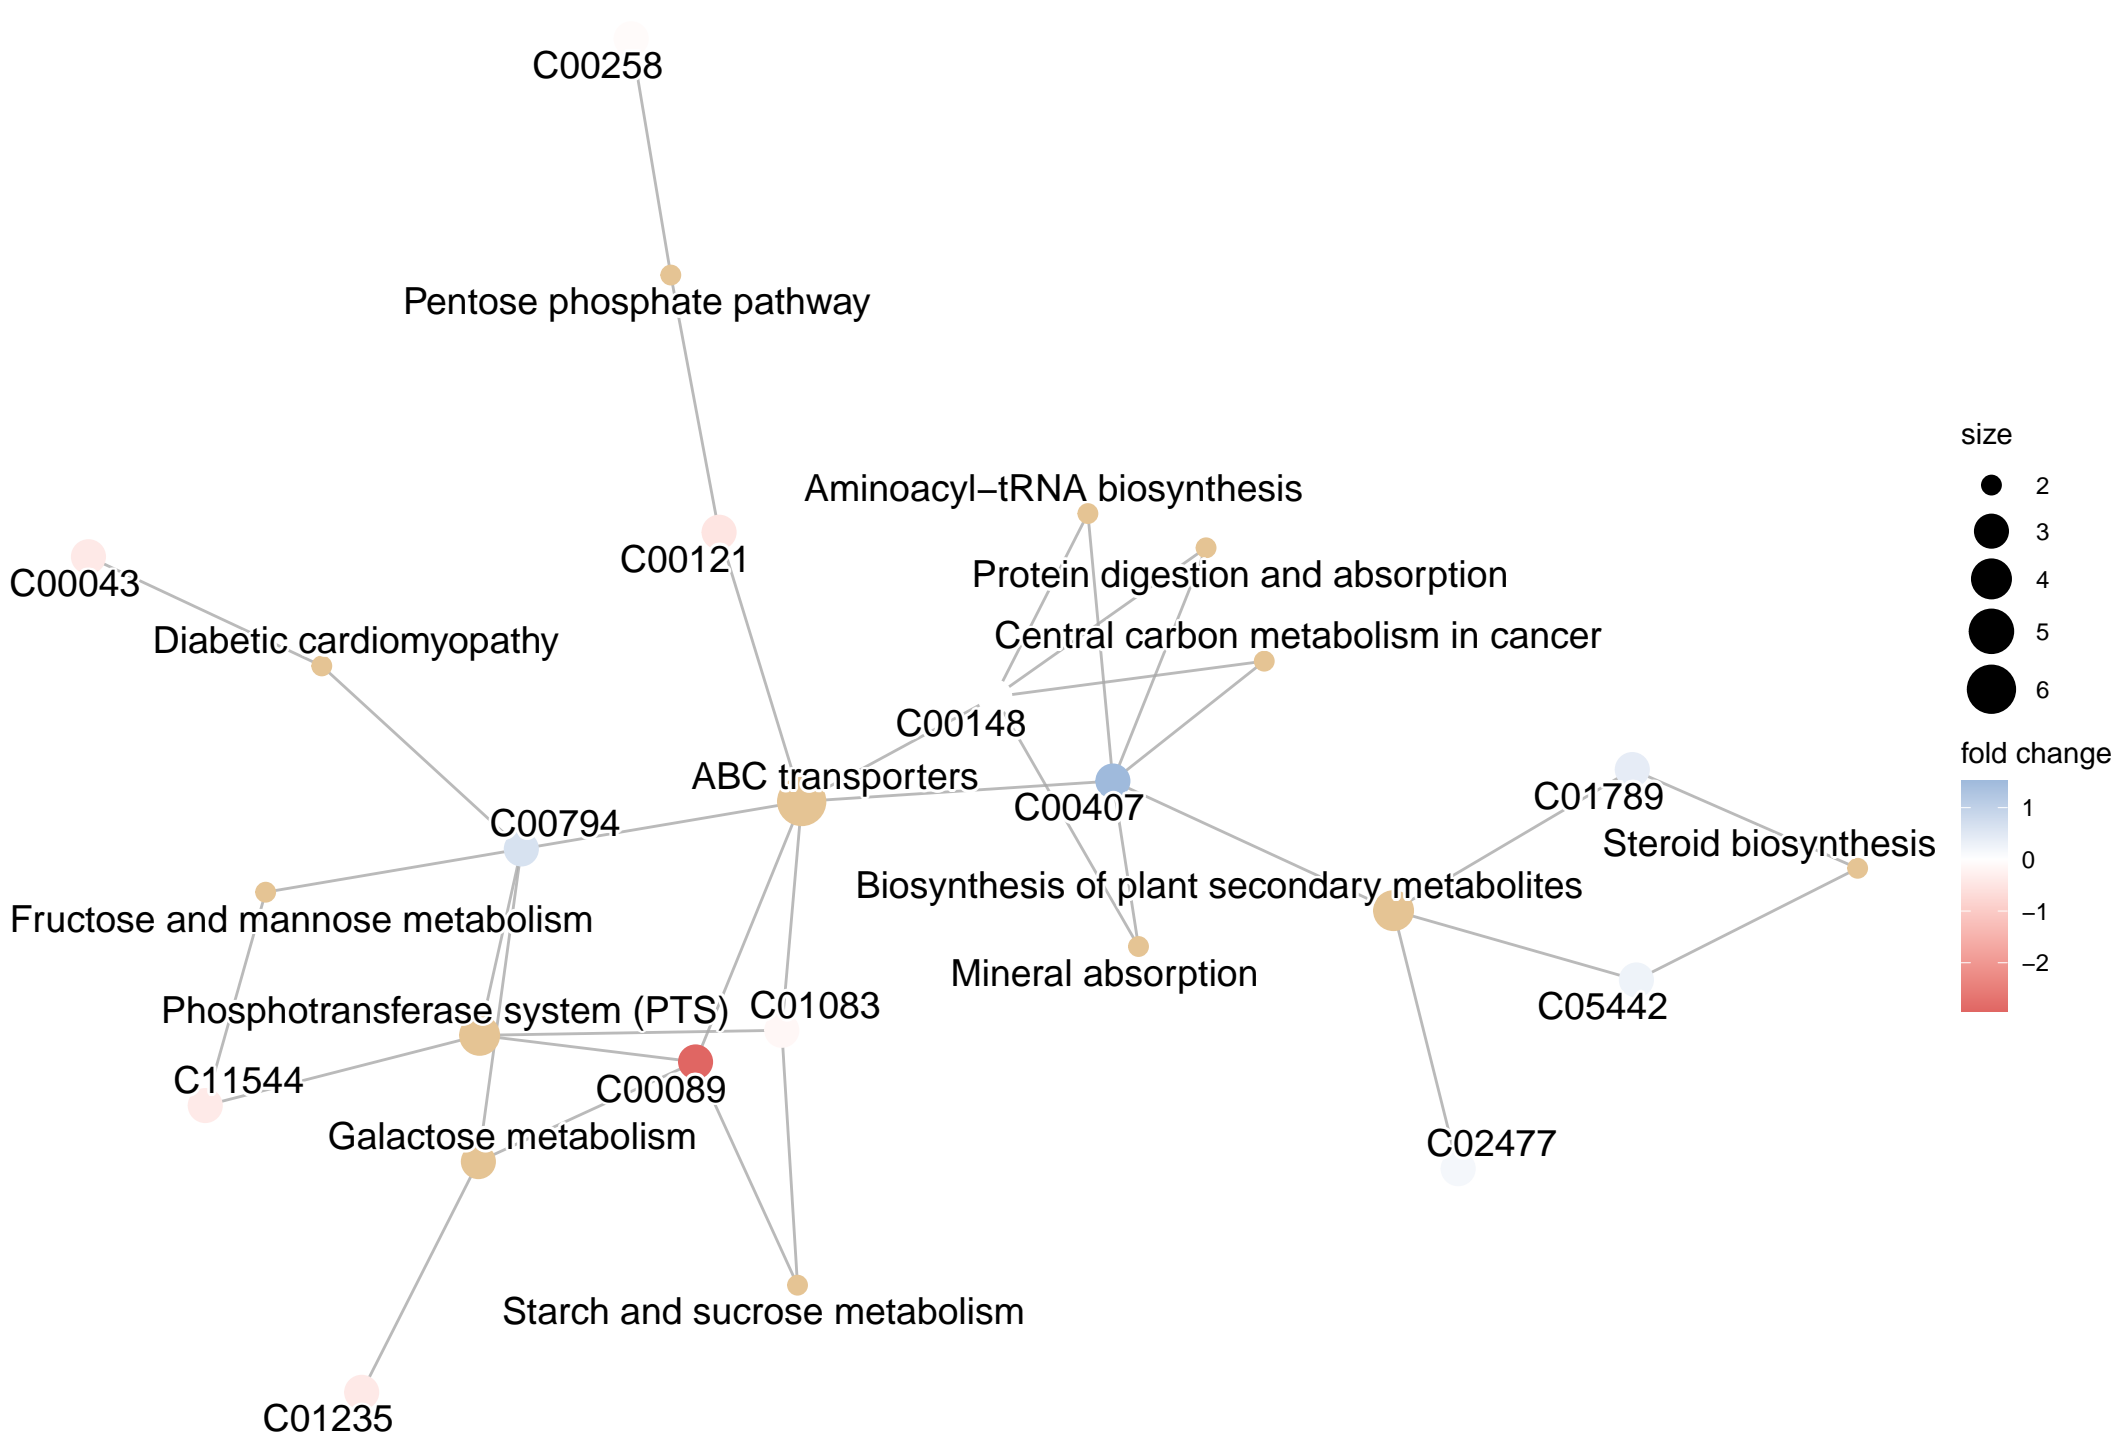 C00258
Pentose phosphate pathway
size
Aminoacyl−tRNA biosynthesis
2
3
C00121
C00043
Protein digestion and absorption
4
Diabetic cardiomyopathy
Central carbon metabolism in cancer
5
6
C00148
fold change
ABC transporters
C01789
C00407
1
C00794
Steroid biosynthesis
0
Biosynthesis of plant secondary metabolites
Fructose and mannose metabolism
−1
Mineral absorption
−2
Phosphotransferase system (PTS)
C01083
C05442
C11544
C00089
Galactose metabolism
C02477
Starch and sucrose metabolism
C01235